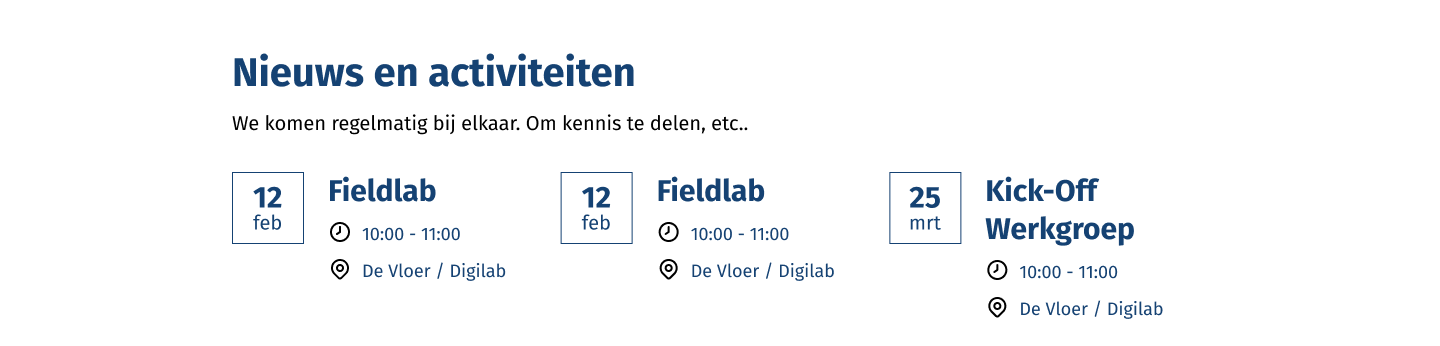 Nieuws en activiteiten
We komen regelmatig bij elkaar. Om kennis te delen, etc..
12
feb
Fieldlab
10:00 - 11:00
De Vloer / Digilab
12
feb
Fieldlab
10:00 - 11:00
De Vloer / Digilab
25
mrt
Kick-Off
Werkgroep
10:00 - 11:00
De Vloer / Digilab